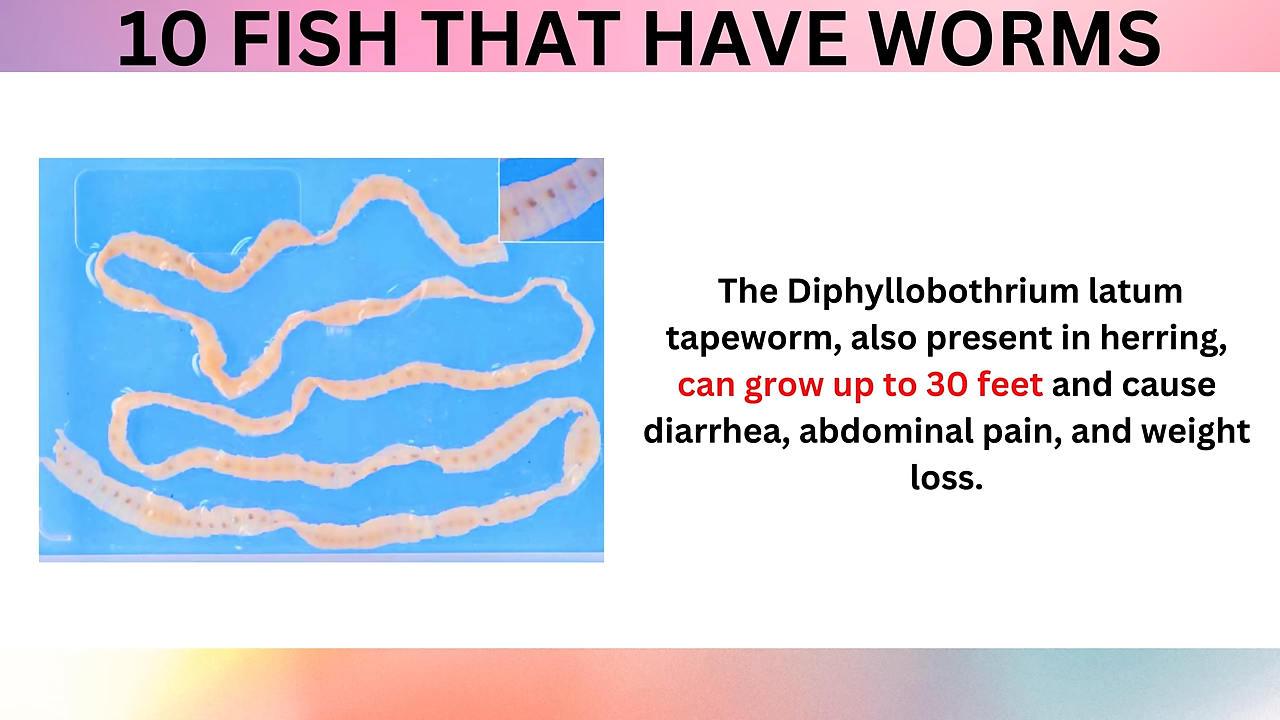 10 FISH THAT HAVE WORMS
The Diphyllobothrium latum
tapeworm, also present in herring,
can grow up to 30 feet and cause
diarrhea, abdominal pain, and weight
loss.